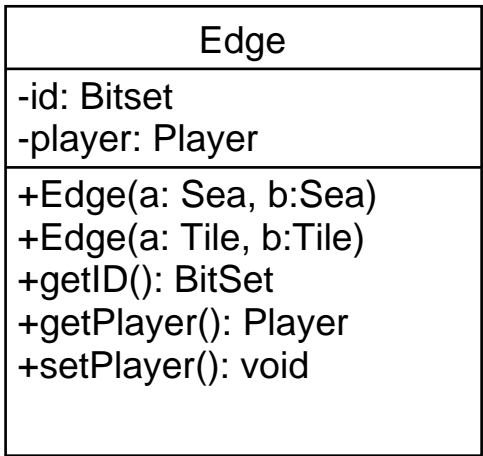 Edge
-id: Bitset
-player: Player
+Edge(a: Sea, b:Sea)
+Edge(a: Tile, b:Tile)
+getID(): BitSet
+getPlayer(): Player
+setPlayer(): void